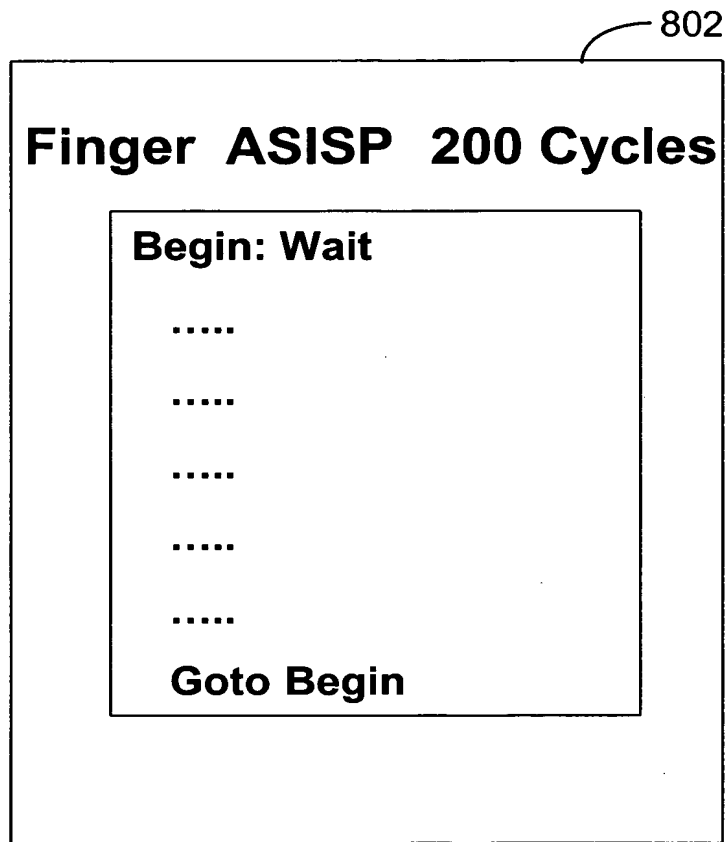 802
Finger ASISP 200 Cycles
Begin: Wait
.....
.....
.....
.....
.....
Goto Begin